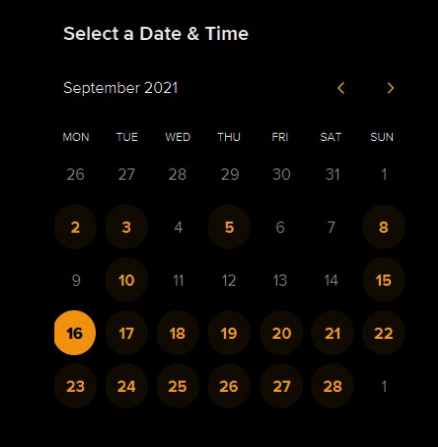 Select a Date & Time
September 2021
MON TUE WED THU FRI SAT SUN
26 27 28 29 30 31 1
2 3 4 5 6 7 8
9 10 11 12 13 14 15
16 17 18 19 20 21 22
23 24 25 26 27 28 1